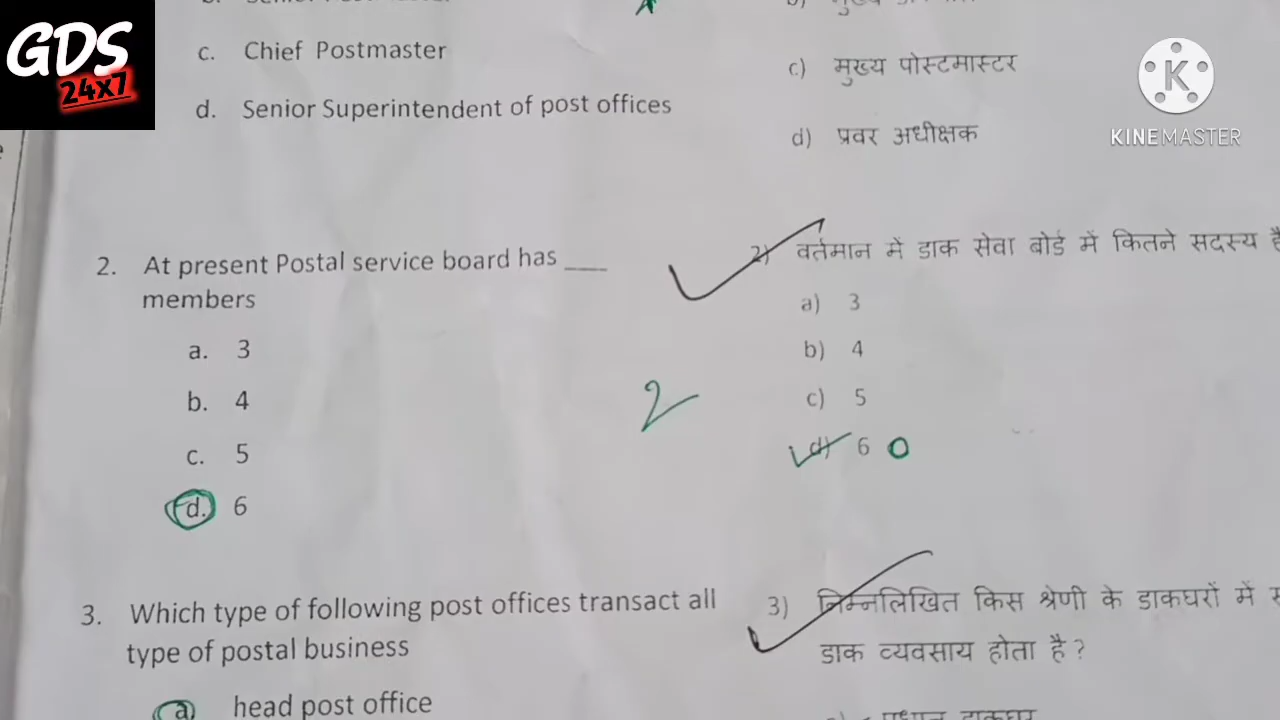 GDS
24x7
c. Chief Postmaster
d. Senior Superintendent of post offices
c) मुख्य पोस्टमास्टर
d) प्रवर अधीक्षक
KINEMASTER
2. At present Postal service board has ___
members
a. 3
b. 4
c. 5
d. 6
2
2) वर्तमान में डाक सेवा बोर्ड में कितने सदस्य है
a) 3
b) 4
c) 5
d) 6
3. Which type of following post offices transact all
type of postal business
a) head post office
3) निम्नलिखित किस श्रेणी के डाकघरों में
डाक व्यवसाय होता है ?